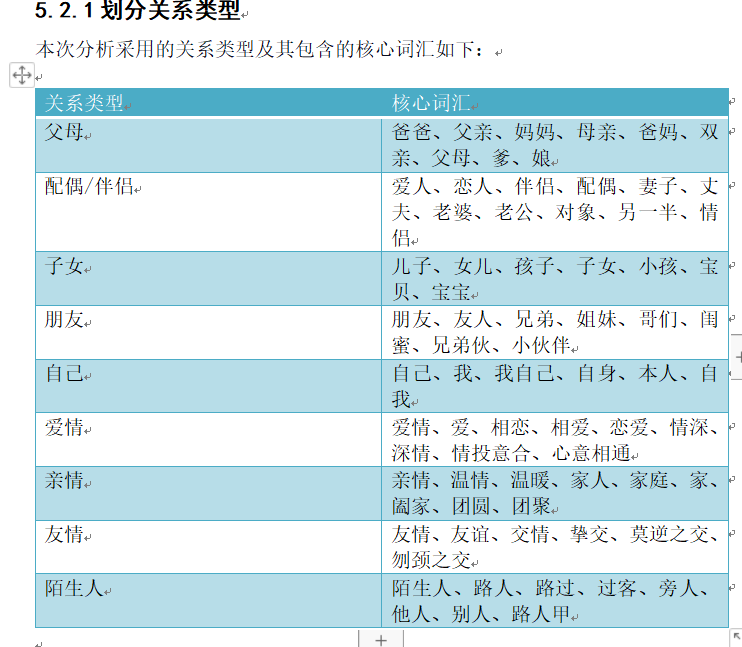 5.2.1 划分关系类型
本次分析采用的关系类型及其包含的核心词汇如下：
关系类型 核心词汇
父母 爸爸、父亲、妈妈、母亲、爸妈、双
亲、父母、爹、娘
配偶/伴侣 爱人、恋人、伴侣、配偶、妻子、丈
夫、老婆、老公、对象、另一半、情
侣
子女 儿子、女儿、孩子、子女、小孩、宝
贝、宝宝
朋友 朋友、友人、兄弟、姐妹、哥们、闺
蜜、兄弟伙、小伙伴
自己 自己、我、我自己、自身、本人、自
我
爱情 爱情、爱、相恋、相爱、恋爱、情深、
深情、情投意合、心意相通
亲情 亲情、温情、温暖、家人、家庭、家、
阖家、团圆、团聚
友情 友情、友谊、交情、挚交、莫逆之交、
刎颈之交
陌生人 陌生人、路人、路过、过客、旁人、
他人、别人、路人甲